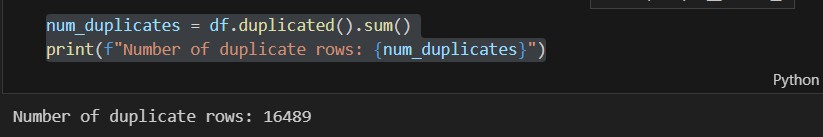 num_duplicates = df.duplicated().sum()
print(f"Number of duplicate rows: {num_duplicates}")
Python
Number of duplicate rows: 16489